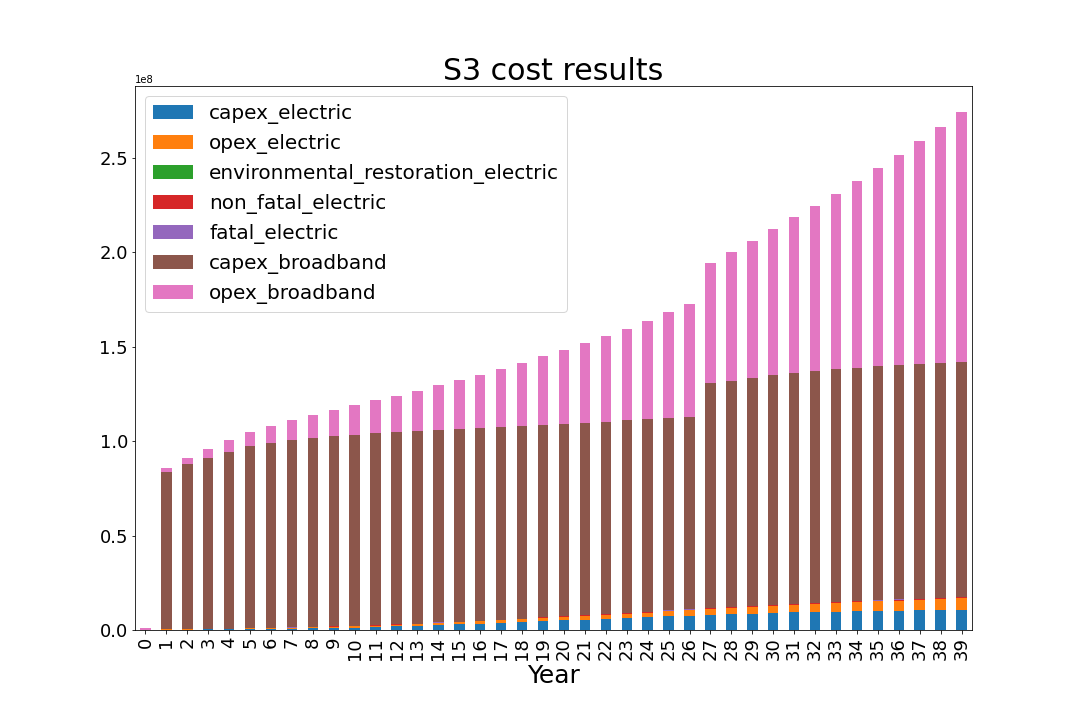 S3 cost results
1e8
capex_electric
opex_electric
environmental_restoration_electric
non_fatal_electric
fatal_electric
capex_broadband
opex_broadband
2.5
2.0
1.5
1.0
0.5
0.0
0 1 2 3 4 5 6 7 8 9 10 11 12 13 14 15 16 17 18 19 20 21 22 23 24 25 26 27 28 29 30 31 32 33 34 35 36 37 38 39
Year